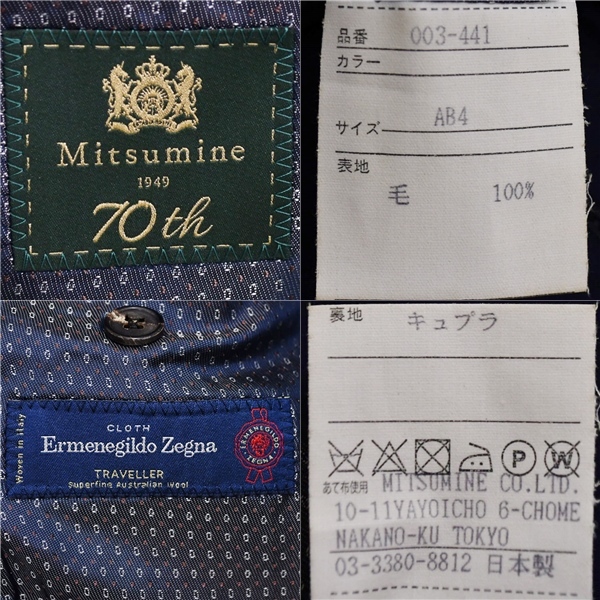 Mitsumine
1949
70th
品番 003-441
カラー
サイズ AB4
表地
毛 100%
CLOTH
Ermenegildo Zegna
TRAVELLER
Superfine Australian Wool
Woven in Italy
ERMENEGILDO
ZEGNA
裏地 キュプラ
P W
あて布使用 MITSUMINE CO.LTD.
10-11YAYOICHO 6-CHOME
NAKANO-KU TOKYO
03-3380-8812 日本製